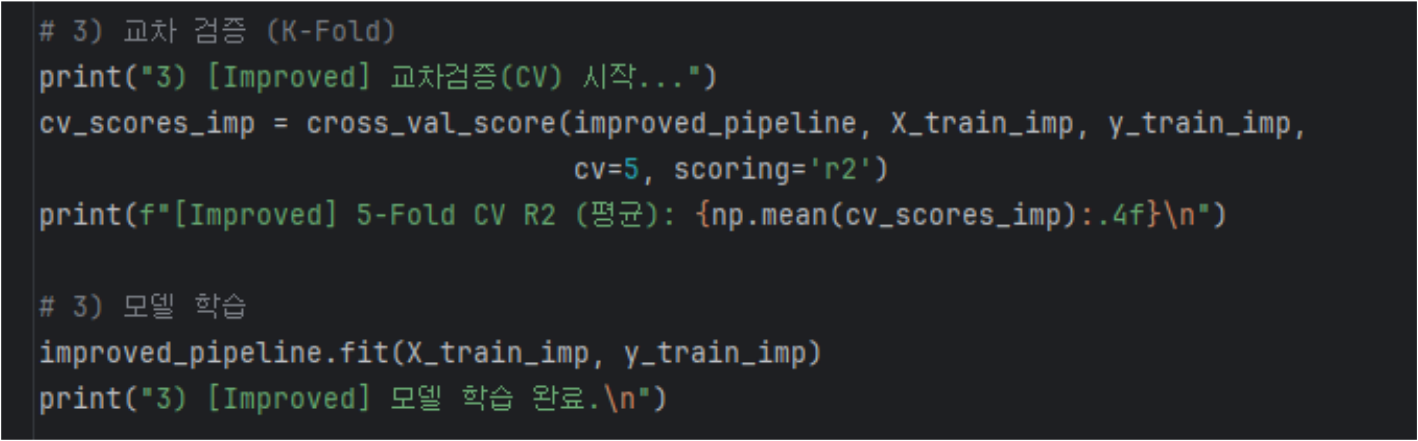 # 3) 교차 검증 (K-Fold)
print("3) [Improved] 교차검증(CV) 시작...")
cv_scores_imp = cross_val_score(improved_pipeline, X_train_imp, y_train_imp,
cv=5, scoring='r2')
print(f"[Improved] 5-Fold CV R2 (평균): {np.mean(cv_scores_imp):.4f}\n")
# 3) 모델 학습
improved_pipeline.fit(X_train_imp, y_train_imp)
print("3) [Improved] 모델 학습 완료.\n")